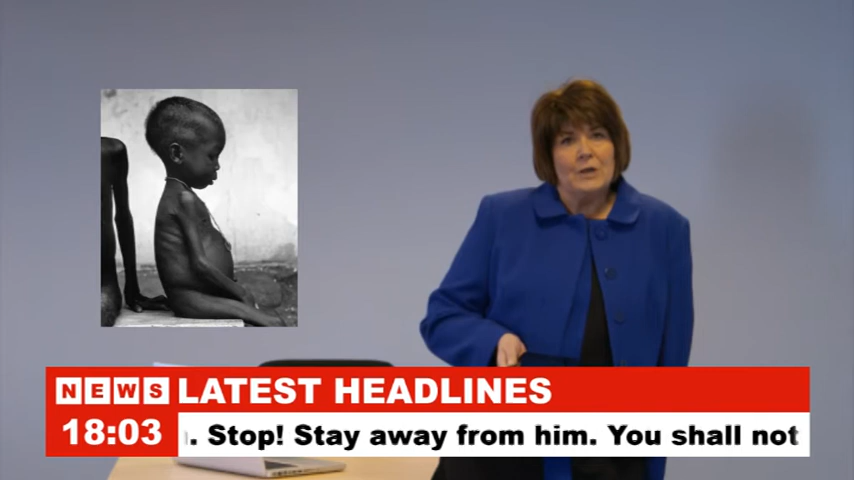 NEWS LATEST HEADLINES
18:03 . Stop! Stay away from him. You shall not